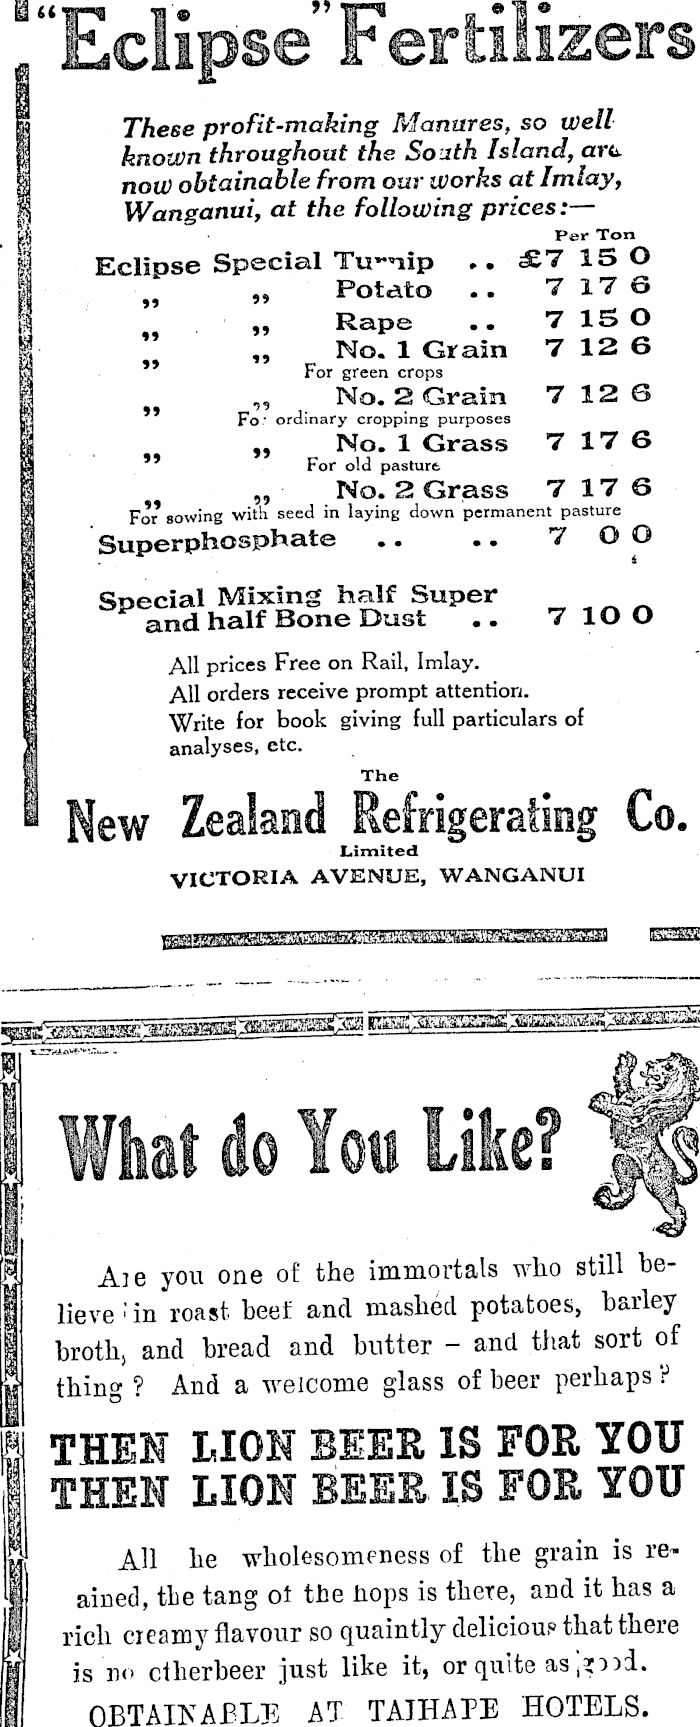 "Eclipse" Fertilizers
These profit-making Manures, so well
known throughout the South Island, are
now obtainable from our works at Imlay,
Wanganui, at the following prices:—
Per Ton
Eclipse Special Turnip .. £7 15 0
,, ,, Potato .. 7 17 6
,, ,, Rape .. 7 15 0
,, ,, No. 1 Grain 7 12 6
For green crops
,, ,, No. 2 Grain 7 12 6
For ordinary cropping purposes
,, ,, No. 1 Grass 7 17 6
For old pasture
,, ,, No. 2 Grass 7 17 6
For sowing with seed in laying down permanent pasture
Superphosphate .. .. 7 0 0
Special Mixing half Super
and half Bone Dust .. 7 10 0
All prices Free on Rail, Imlay.
All orders receive prompt attention.
Write for book giving full particulars of
analyses, etc.
The
New Zealand Refrigerating Co.
Limited
VICTORIA AVENUE, WANGANUI
What do You Like?
Are you one of the immortals who still be-
lieve in roast beef and mashed potatoes, barley
broth, and bread and butter – and that sort of
thing? And a welcome glass of beer perhaps?
THEN LION BEER IS FOR YOU
THEN LION BEER IS FOR YOU
All he wholesomeness of the grain is re-
ained, the tang of the hops is there, and it has a
rich creamy flavour so quaintly delicious that there
is no otherbeer just like it, or quite as good.
OBTAINABLE AT TAIHAPE HOTELS.